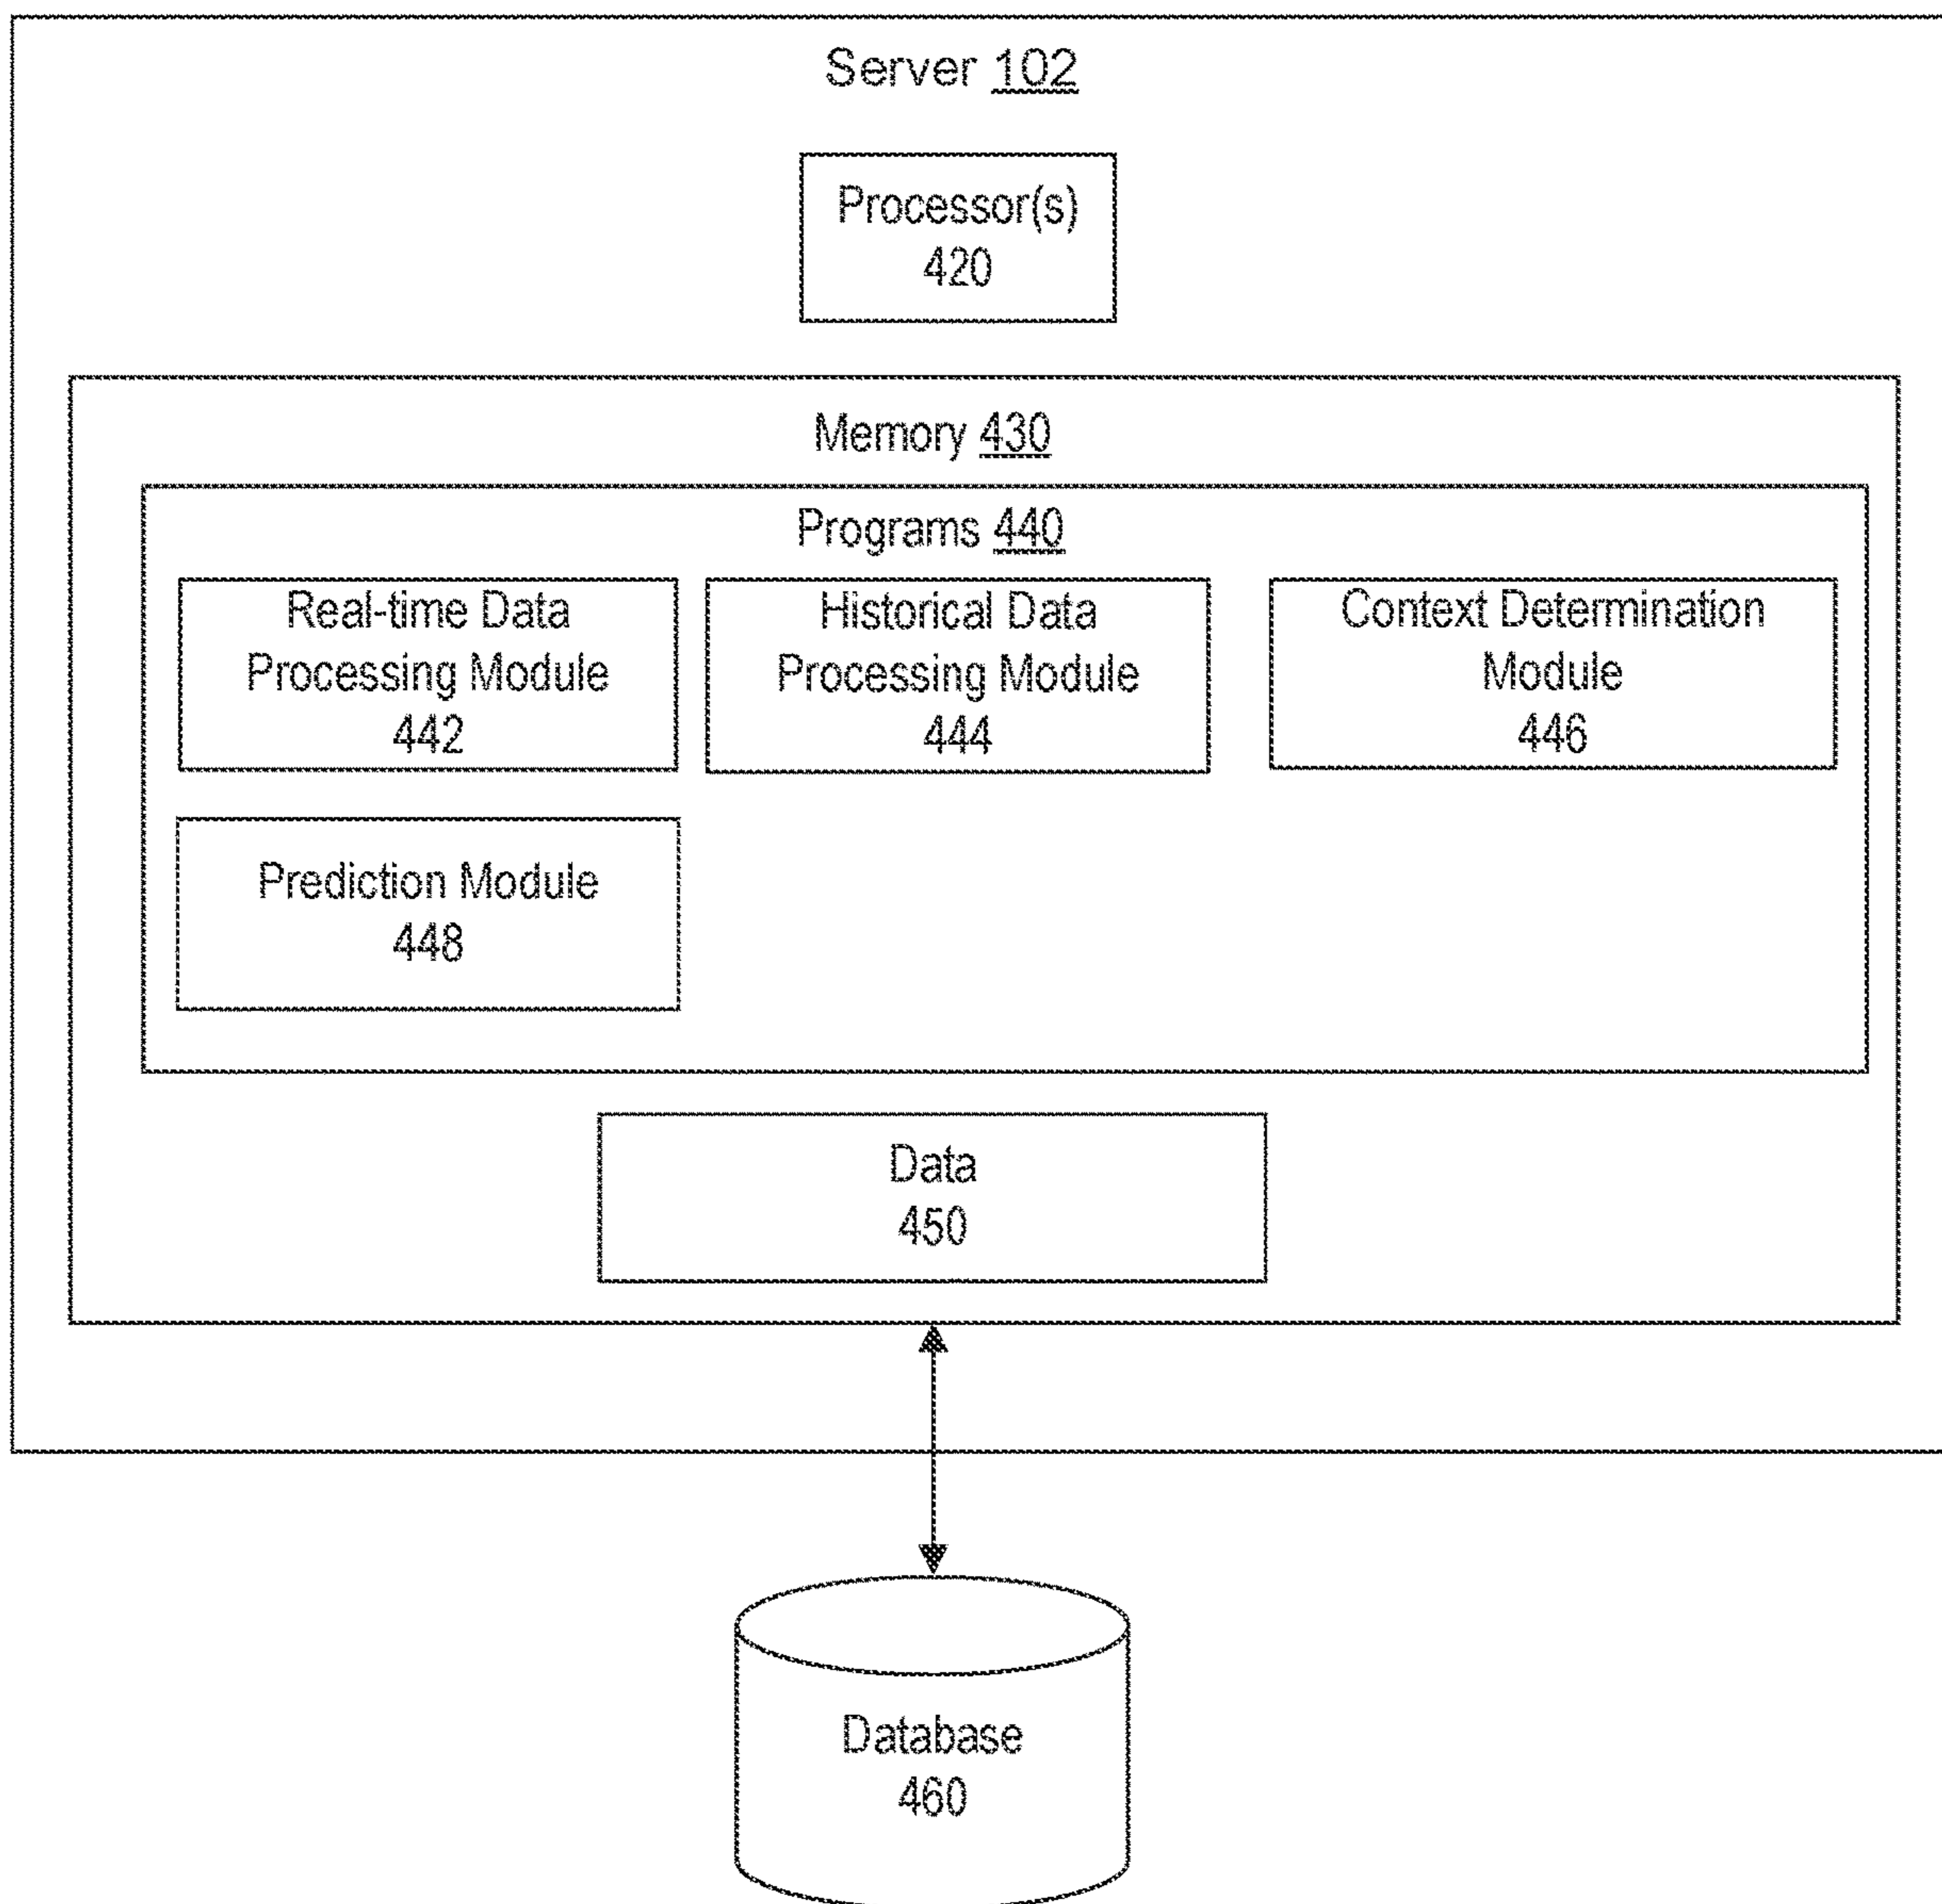 Server 102
Processor(s)
420
Memory 430
Programs 440
Real-time Data
Processing Module
442
Historical Data
Processing Module
444
Context Determination
Module
446
Prediction Module
448
Data
450
Database
460